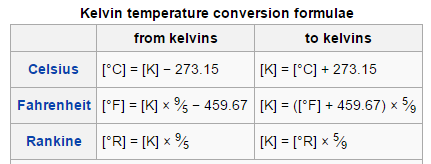 Kelvin temperature conversion formulae
from kelvins to kelvins
Celsius [°C] = [K] − 273.15 [K] = [°C] + 273.15
Fahrenheit [°F] = [K] × 9⁄5 − 459.67 [K] = ([°F] + 459.67) × 5⁄9
Rankine [°R] = [K] × 9⁄5 [K] = [°R] × 5⁄9